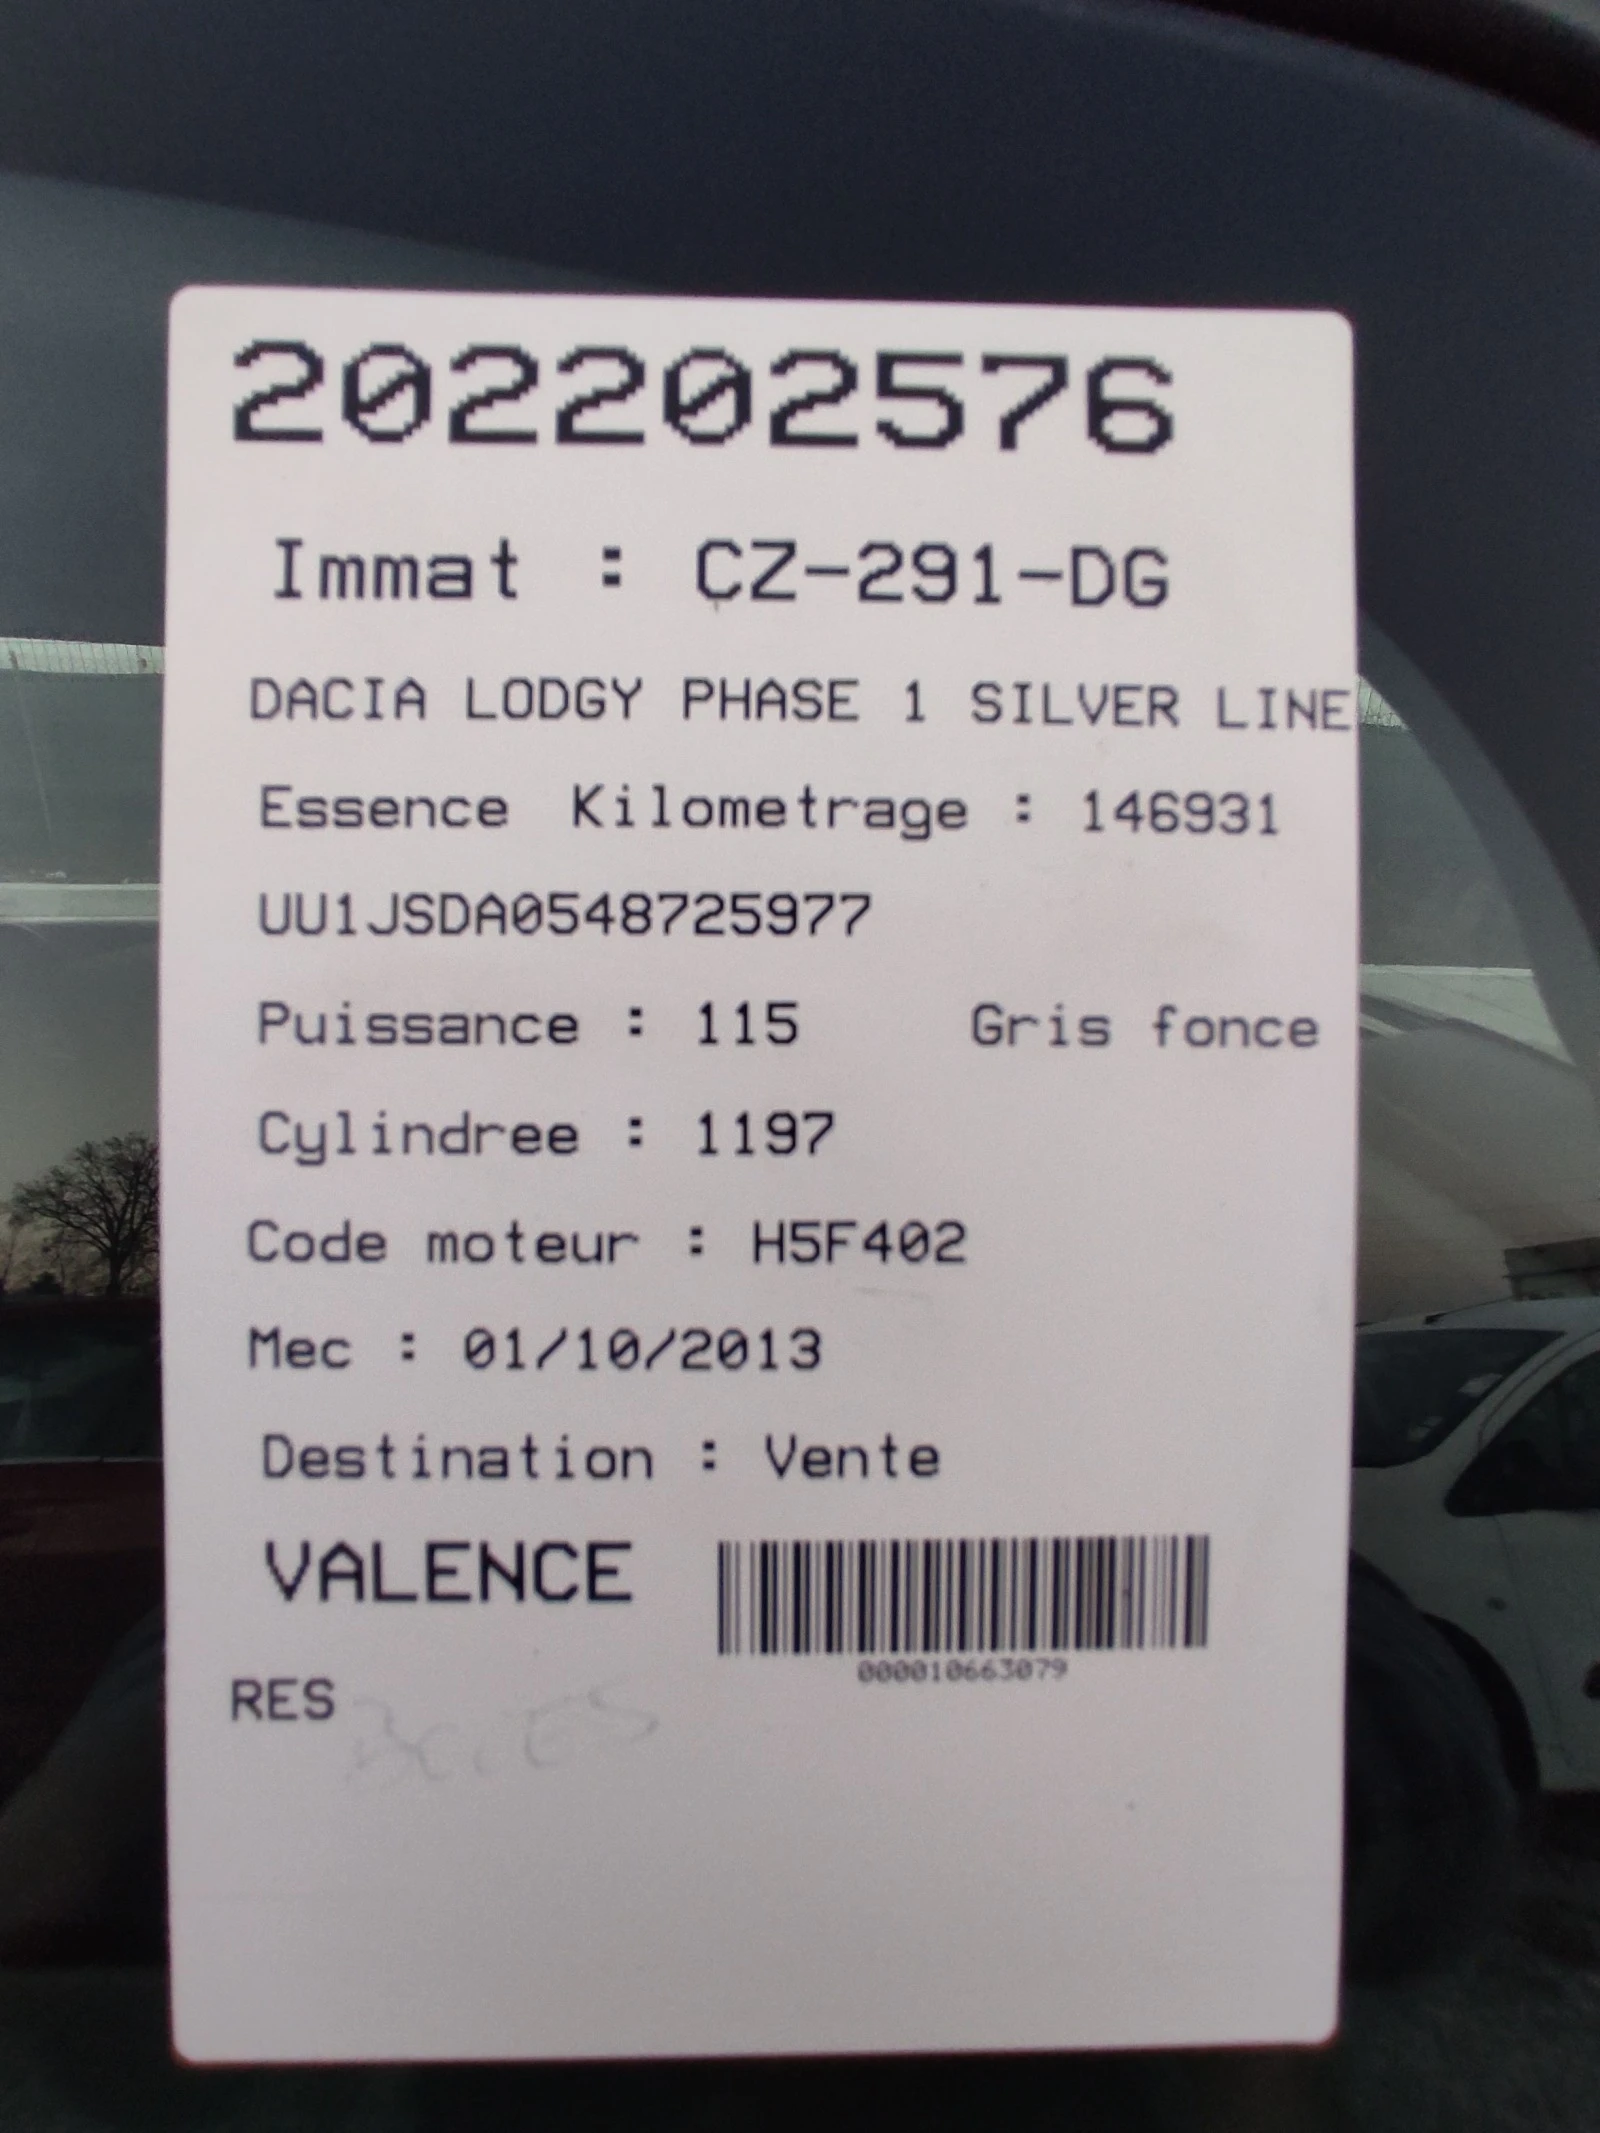 202202576
Immat : CZ-291-DG
DACIA LODGY PHASE 1 SILVER LINE
Essence Kilometrage : 146931
UU1JSDA0548725977
Puissance : 115 Gris fonce
Cylindree : 1197
Code moteur : H5F402
Mec : 01/10/2013
Destination : Vente
VALENCE
000010663079
RES